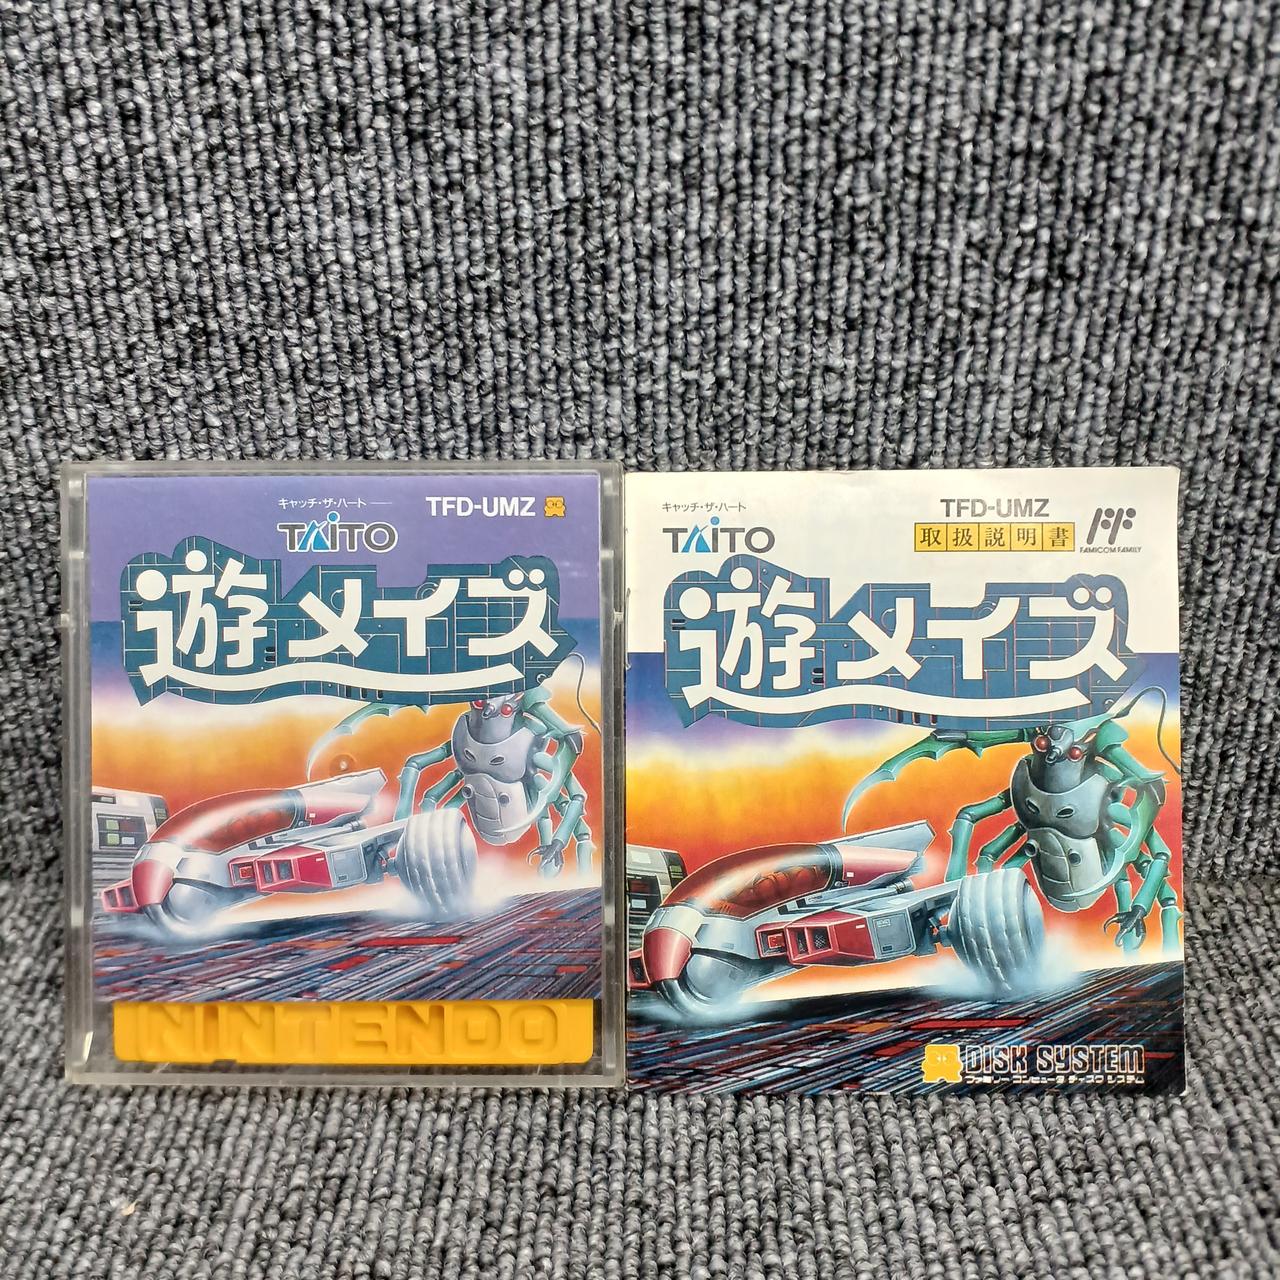 キャッチ・ザ・ハート
TFD-UMZ
TAITO
遊メイズ
NINTENDO
キャッチ・ザ・ハート
TFD-UMZ
TAITO
取扱説明書
FAMICOM FAMILY
遊メイズ
DISK SYSTEM
ファミリー コンピュータ ディスク システム